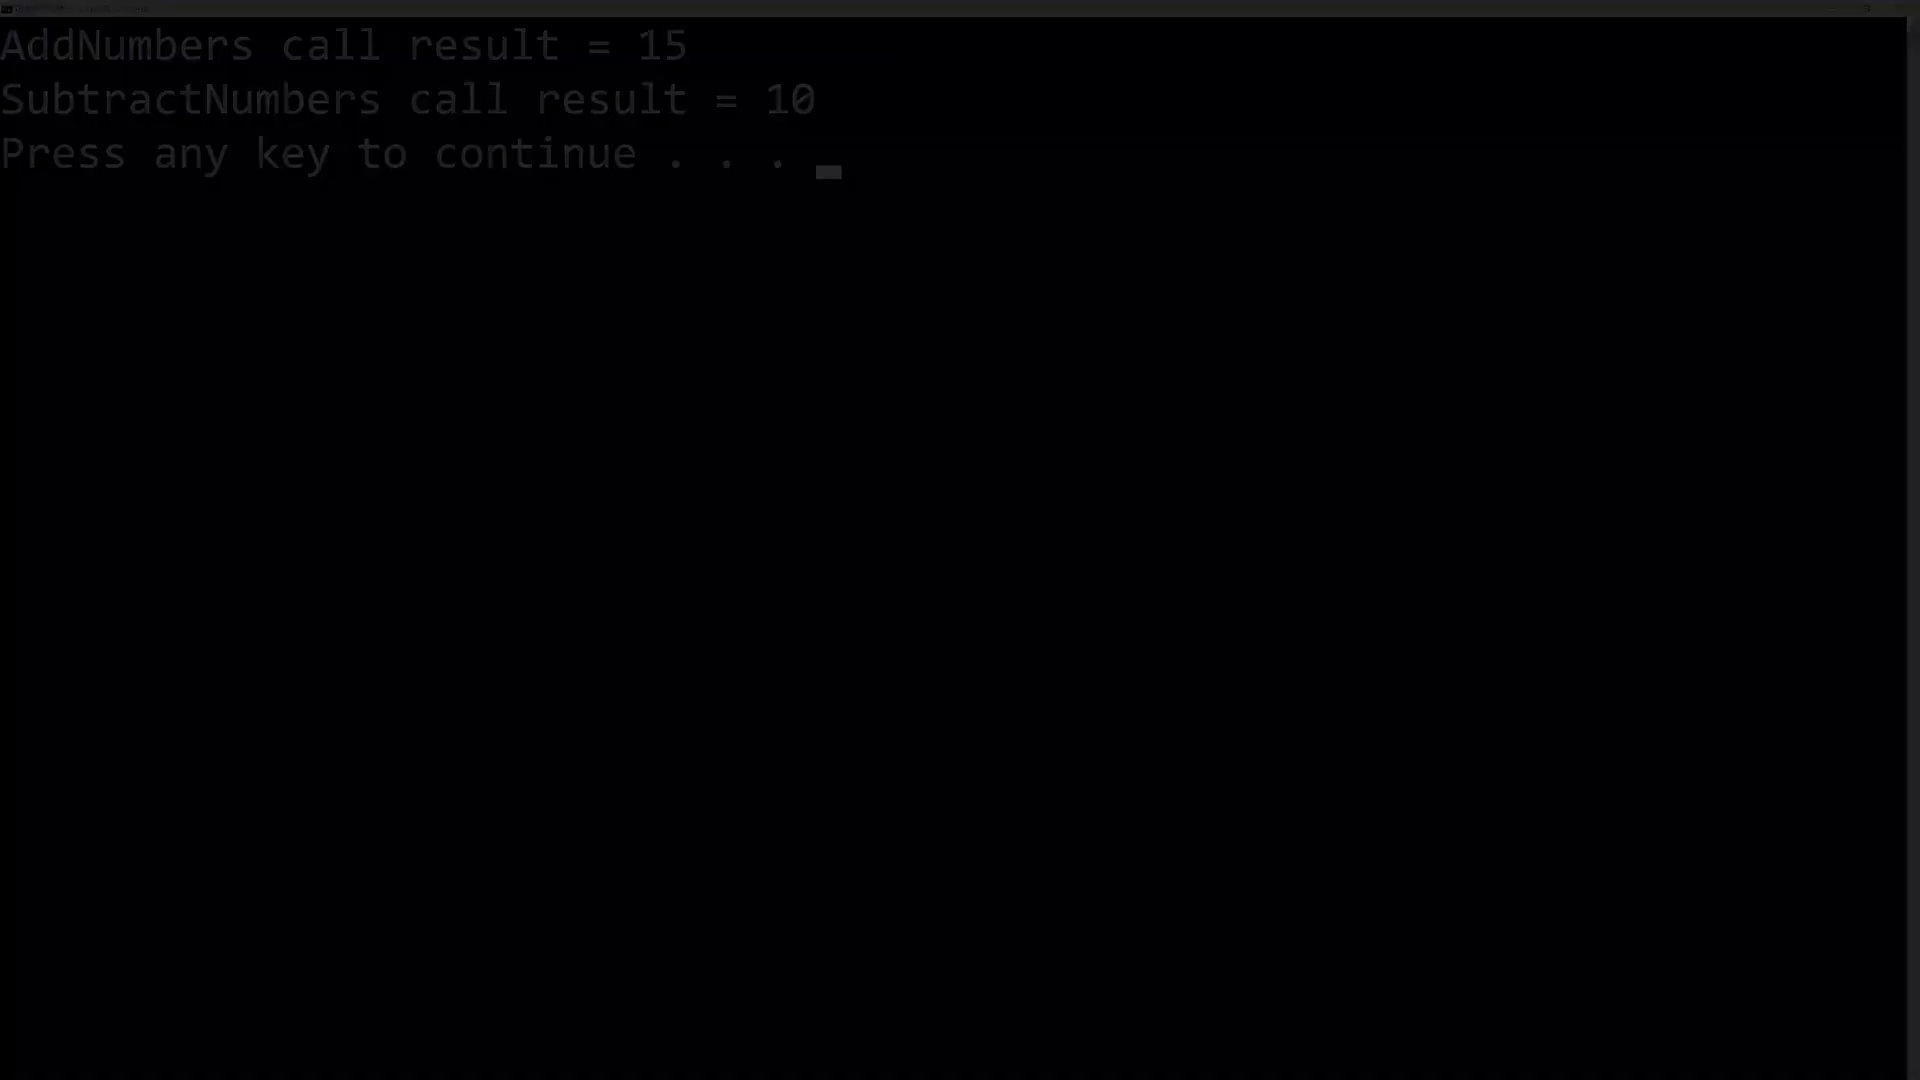 AddNumbers call result = 15
SubtractNumbers call result = 10
Press any key to continue . . .